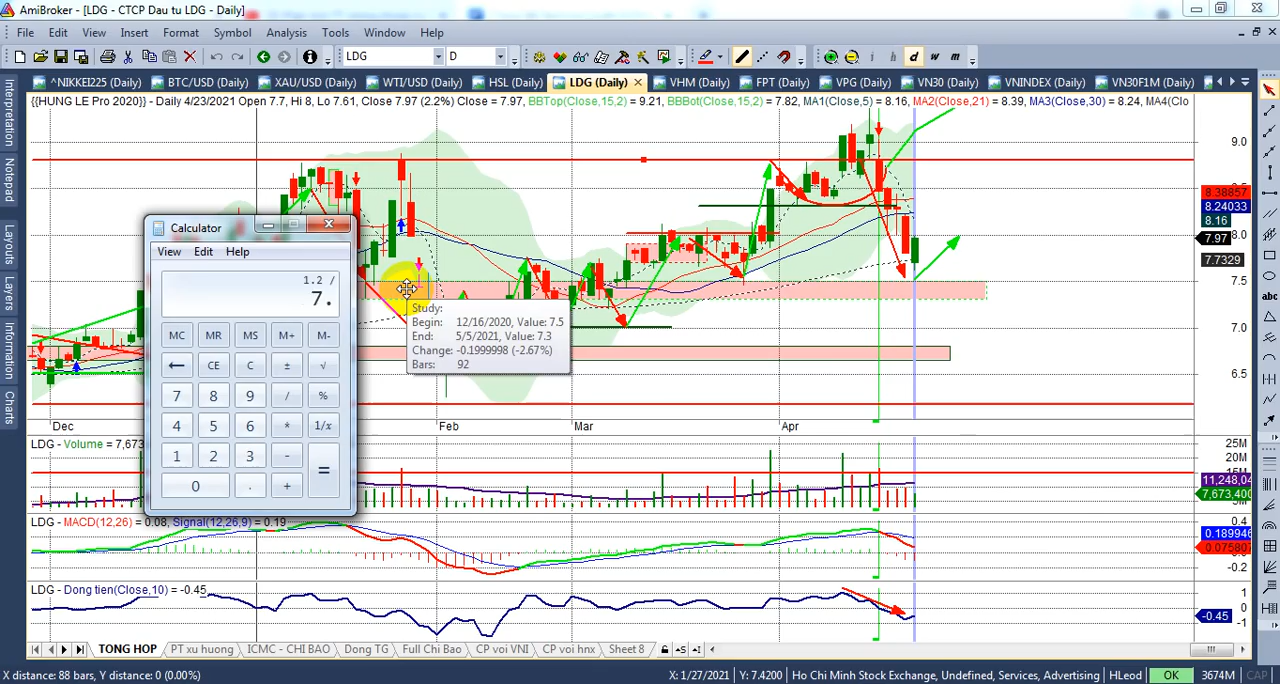 AmiBroker - [LDG - CTCP Dau tu LDG - Daily]
File Edit View Insert Format Symbol Analysis Tools Window Help
LDG D i h d w m
^NIKKEI225 (Daily) BTC/USD (Daily) XAU/USD (Daily) WTI/USD (Daily) HSL (Daily) LDG (Daily) VHM (Daily) FPT (Daily) VPG (Daily) VN30 (Daily) VNINDEX (Daily) VN30F1M (Daily)
{{HUNG LE Pro 2020}} - Daily 4/23/2021 Open 7.7, Hi 8, Lo 7.61, Close 7.97 (2.2%) Close = 7.97, BBTop(Close,15,2) = 9.21, BBBot(Close,15,2) = 7.82, MA1(Close,5) = 8.16, MA2(Close,21) = 8.39, MA3(Close,30) = 8.24, MA4(Clo
Interpretation
Notepad
Layouts
Layers
Information
Charts
9.0
8.38857
8.24033
8.16
8.0
7.97
7.7329
7.5
7.0
6.5
abc
Calculator
View Edit Help
1.2 /
7.
MC MR MS M+ M-
← CE C ± √
7 8 9 / %
4 5 6 * 1/x
1 2 3 - =
0 . +
Study:
Begin: 12/16/2020, Value: 7.5
End: 5/5/2021, Value: 7.3
Change: -0.1999998 (-2.67%)
Bars: 92
Dec Feb Mar Apr
LDG - Volume = 7,673
25M
20M
11,248.04
7,673.400
LDG - MACD(12,26) = 0.08, Signal(12,26,9) = 0.19
0.4
0.189946
0.07580
-0.2
LDG - Dong tien(Close,10) = -0.45
1
0
-0.45
-1
TONG HOP PT xu huong ICMC - CHI BAO Dong TG Full Chi Bao CP voi VNI CP voi hnx Sheet 8
X distance: 88 bars, Y distance: 0 (0.00%) X: 1/27/2021 Y: 7.4200 Ho Chi Minh Stock Exchange, Undefined, Services, Advertising HLeod OK 3674M CAP